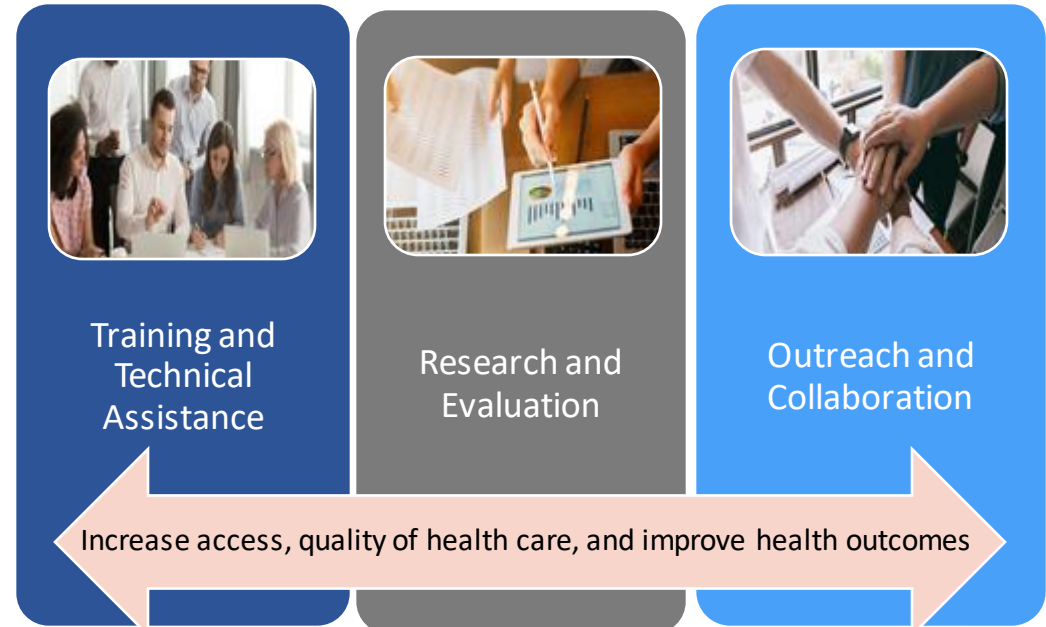 Training and
Technical
Assistance
Research and
Evaluation
Outreach and
Collaboration
Increase access, quality of health care, and improve health outcomes